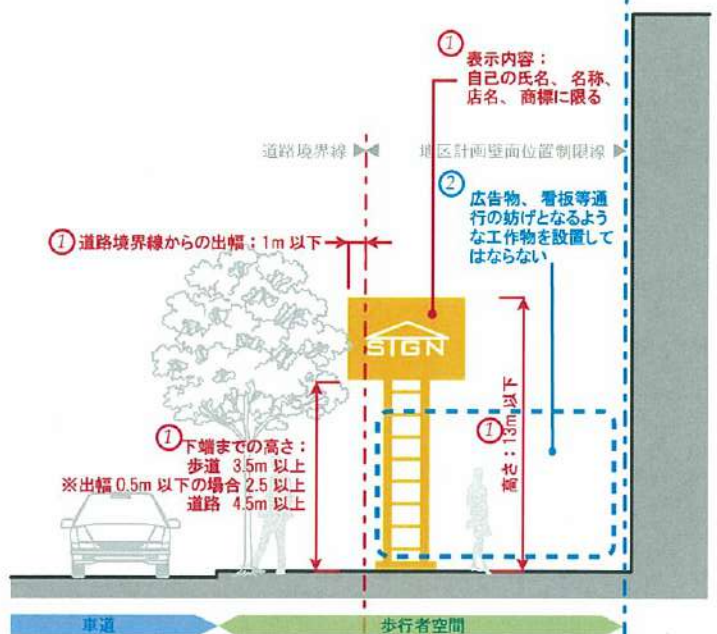 ①
表示内容：
自己の氏名、名称、
店名、商標に限る
道路境界線
地区計画壁面位置制限線
②
広告物、看板等通
行の妨げとなるよう
な工作物を設置して
はならない
① 道路境界線からの出幅：1m 以下
SIGN
① 下端までの高さ：
歩道 3.5m 以上
※出幅 0.5m 以下の場合 2.5 以上
道路 4.5m 以上
① 高さ：13m 以下
車道
歩行者空間